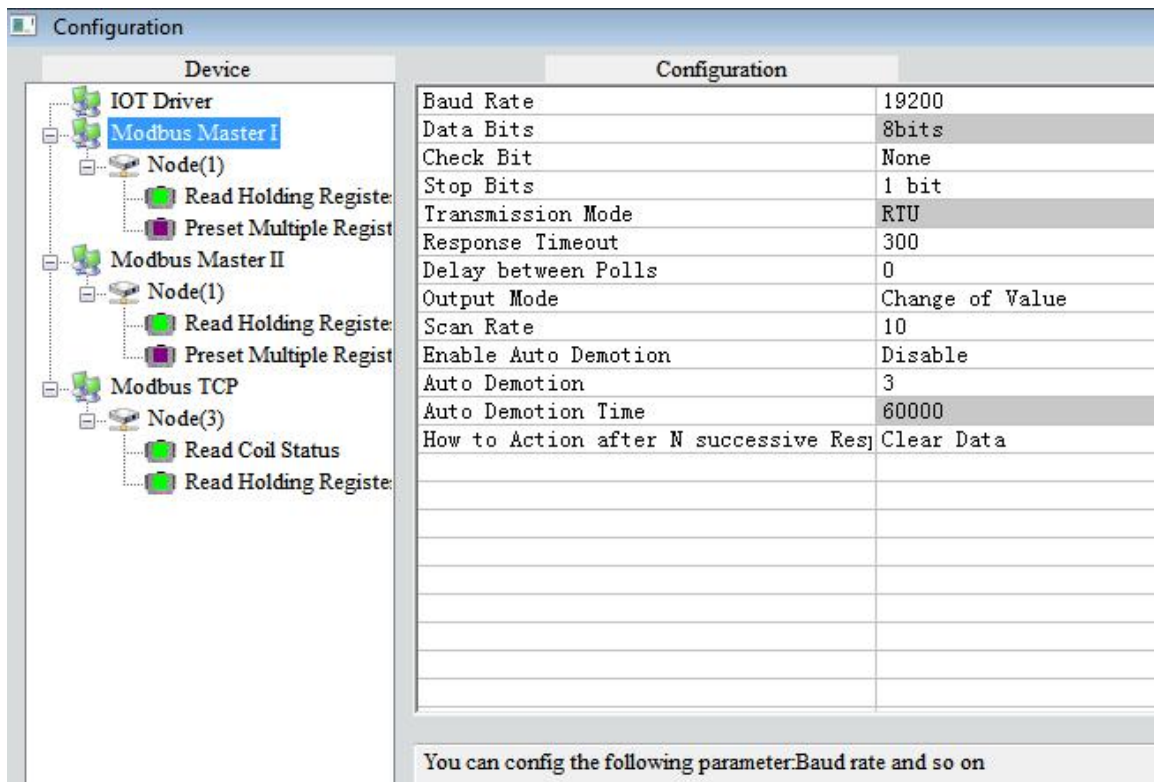 Configuration
Device
IOT Driver
Modbus Master I
Node(1)
Read Holding Registe
Preset Multiple Regist
Modbus Master II
Node(1)
Read Holding Registe
Preset Multiple Regist
Modbus TCP
Node(3)
Read Coil Status
Read Holding Registe
Configuration
Baud Rate 19200
Data Bits 8bits
Check Bit None
Stop Bits 1 bit
Transmission Mode RTU
Response Timeout 300
Delay between Polls 0
Output Mode Change of Value
Scan Rate 10
Enable Auto Demotion Disable
Auto Demotion 3
Auto Demotion Time 60000
How to Action after N successive Resp Clear Data
You can config the following parameter:Baud rate and so on